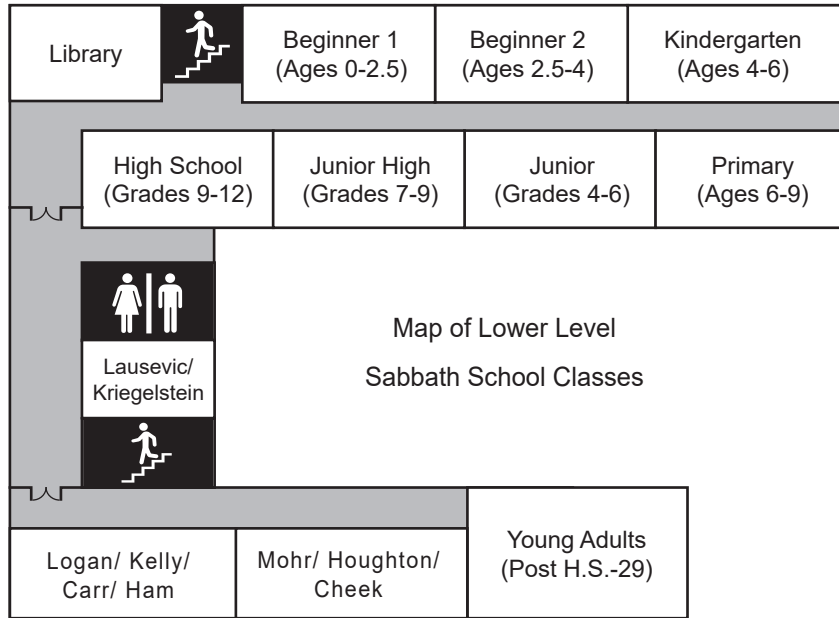 Library
Beginner 1
(Ages 0-2.5)
Beginner 2
(Ages 2.5-4)
Kindergarten
(Ages 4-6)
High School
(Grades 9-12)
Junior High
(Grades 7-9)
Junior
(Grades 4-6)
Primary
(Ages 6-9)
Map of Lower Level
Sabbath School Classes
Lausevic/
Kriegelstein
Logan/ Kelly/
Carr/ Ham
Mohr/ Houghton/
Cheek
Young Adults
(Post H.S.-29)